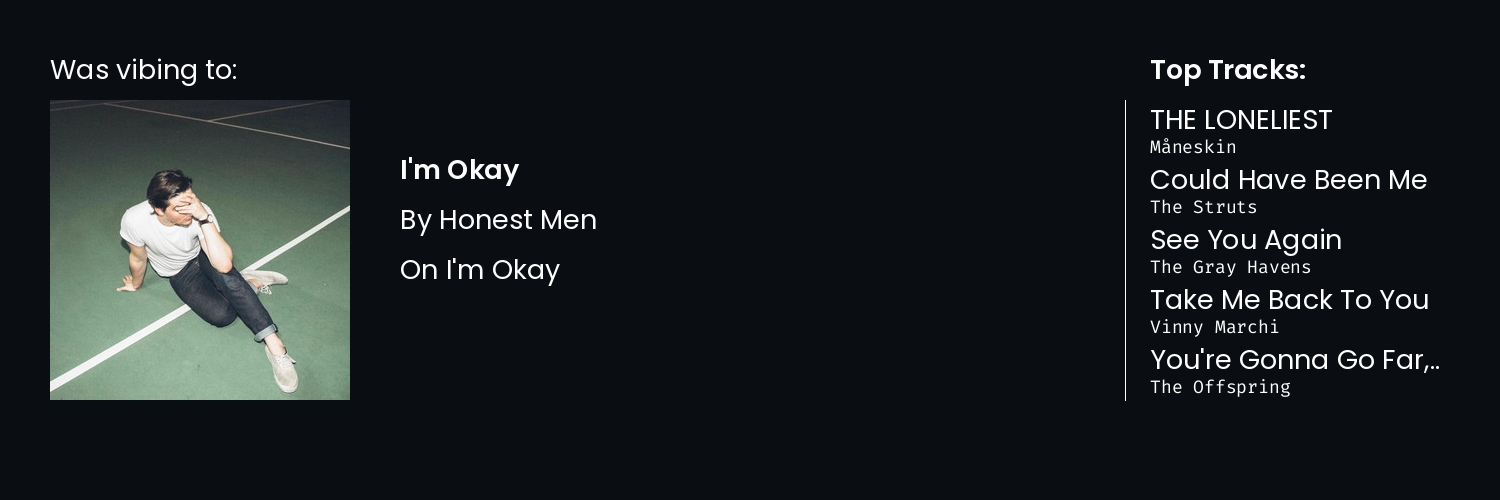 Was vibing to:
I'm Okay
By Honest Men
On I'm Okay
Top Tracks:
THE LONELIEST
Måneskin
Could Have Been Me
The Struts
See You Again
The Gray Havens
Take Me Back To You
Vinny Marchi
You're Gonna Go Far,..
The Offspring